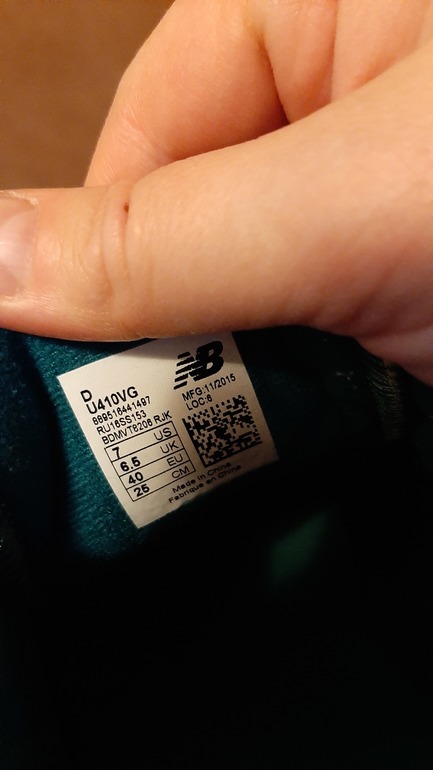 D
U410VG
889516441497
RU16SS153
BDMVT8206 RJK
NB
MFG:11/2015
LOC:6
7 US
6.5 UK
40 EU
25 CM
Made in China
Fabriqué en Chine